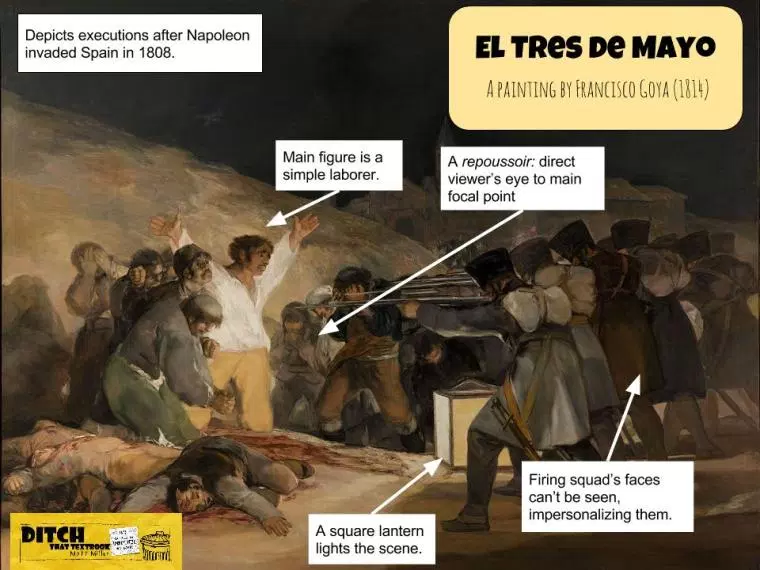 Depicts executions after Napoleon
invaded Spain in 1808.
El Tres de Mayo
A painting by Francisco Goya (1814)
Main figure is a
simple laborer.
A repoussoir: direct
viewer's eye to main
focal point
Firing squad's faces
can't be seen,
impersonalizing them.
A square lantern
lights the scene.
DITCH
THAT TEXTBOOK
Matt Miller